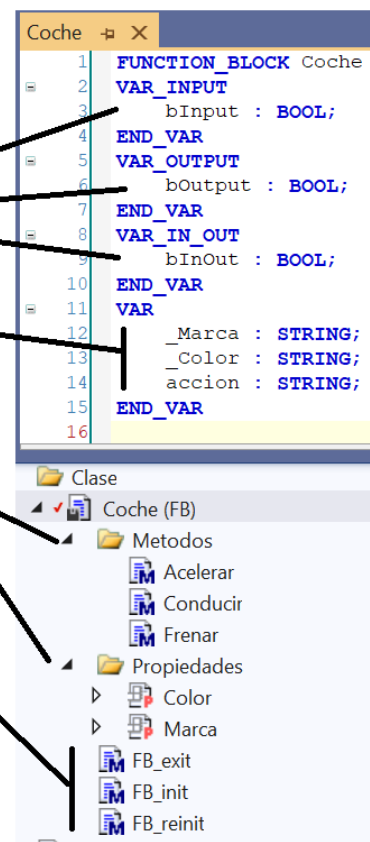 Coche
1 FUNCTION_BLOCK Coche
2 VAR_INPUT
3 bInput : BOOL;
4 END_VAR
5 VAR_OUTPUT
6 bOutput : BOOL;
7 END_VAR
8 VAR_IN_OUT
9 bInOut : BOOL;
10 END_VAR
11 VAR
12 _Marca : STRING;
13 _Color : STRING;
14 accion : STRING;
15 END_VAR
16
Clase
Coche (FB)
Metodos
M Acelerar
M Conducir
M Frenar
Propiedades
P Color
P Marca
M FB_exit
M FB_init
M FB_reinit